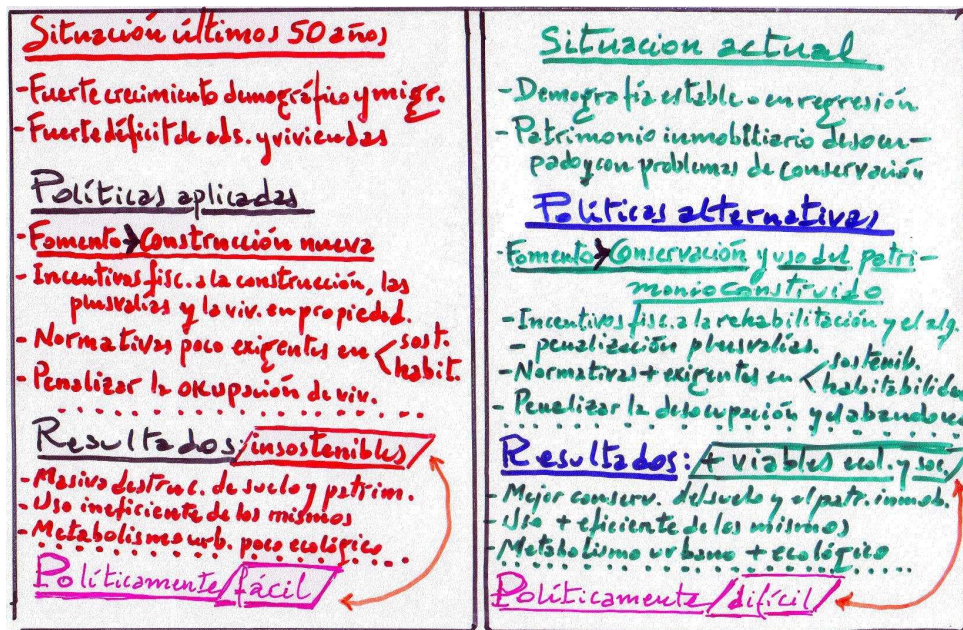 Situación últimos 50 años
- Fuerte crecimiento demográfico y migr.
- Fuerte déficit de eds. y viviendas
Políticas aplicadas
- Fomento → Construcción nueva
- Incentivas fisc. a la construcción, las
plusvalías y la viv. en propiedad.
- Normativas poco exigentes en < sost.
habit.
- Penalizar la okupación de viv.
Resultados: insostenibles
- Masiva destruc. de suelo y patrim.
- Uso ineficiente de los mismos
- Metabolismo urb. poco ecológico
Políticamente / fácil
Situacion actual
- Demografía estable o en regresión
- Patrimonio inmobiliario desocu-
pado y con problemas de conservación
Políticas alternativas
- Fomento → Conservación y uso del patri-
monio construido
- Incentivos fisc. a la rehabilitación y el alq.
- penalización plusvalías.
- Normativas + exigentes en < sostenib.
habitabilidad
- Penalizar la desocupación y el abandono
Resultados: + viables ecol. y soc.
- Mejor conserv. del suelo y el patr. inmob.
- Uso + eficiente de los mismos
- Metabolismo urbano + ecológico
Políticamente / difícil